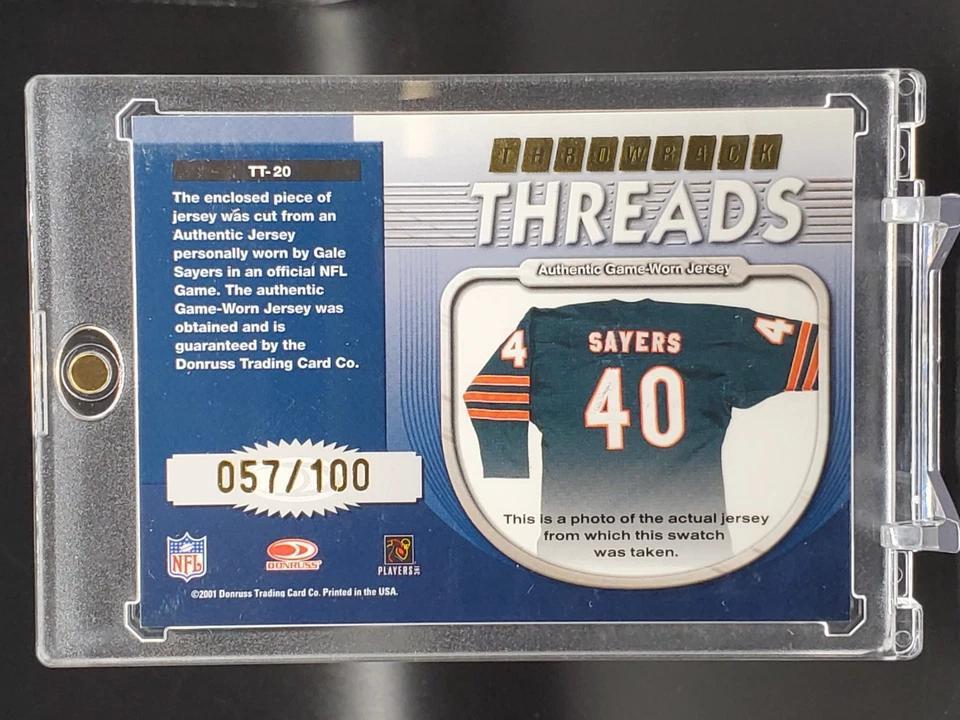 TT-20
The enclosed piece of
jersey was cut from an
Authentic Jersey
personally worn by Gale
Sayers in an official NFL
Game. The authentic
Game-Worn Jersey was
obtained and is
guaranteed by the
Donruss Trading Card Co.
057/100
NFL
DONRUSS
PLAYERS INC
©2001 Donruss Trading Card Co. Printed in the USA.
THROWBACK
THREADS
Authentic Game-Worn Jersey
4
4
SAYERS
40
This is a photo of the actual jersey
from which this swatch
was taken.